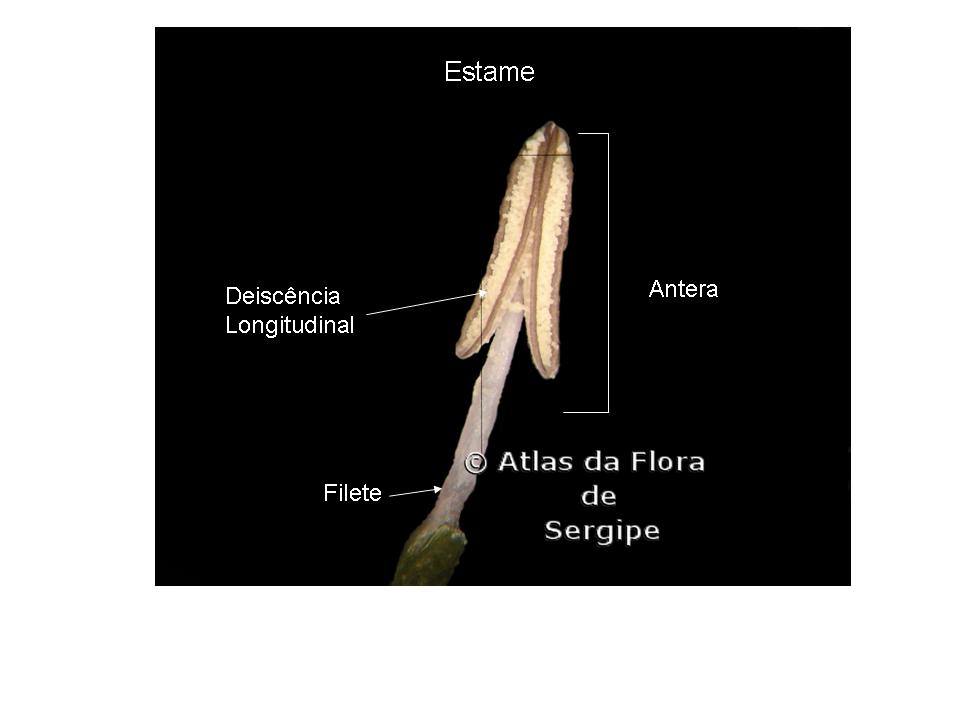 Estame
Deiscência
Longitudinal
Antera
Filete
© Atlas da Flora
de
Sergipe